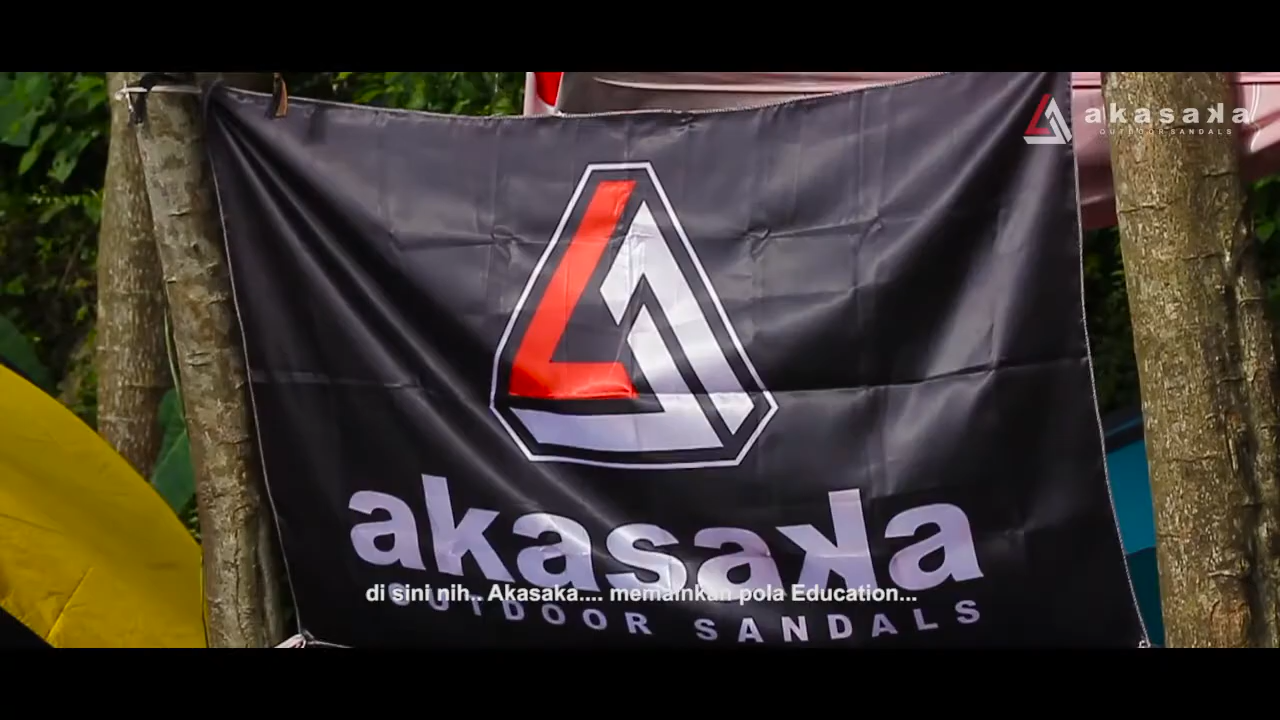 akasaka
OUTDOOR SANDALS
akasaka
di sini nih.. Akasaka.... memainkan pola Education...
OUTDOOR SANDALS